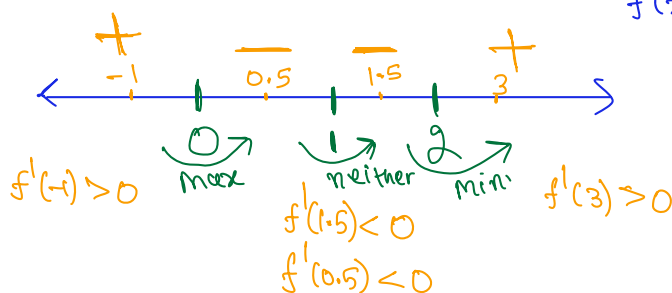 f'(
+ − − +
-1 0.5 1.5 3
0 1 2
max neither min
f'(-1) > 0 f'(1.5) < 0 f'(3) > 0
f'(0.5) < 0